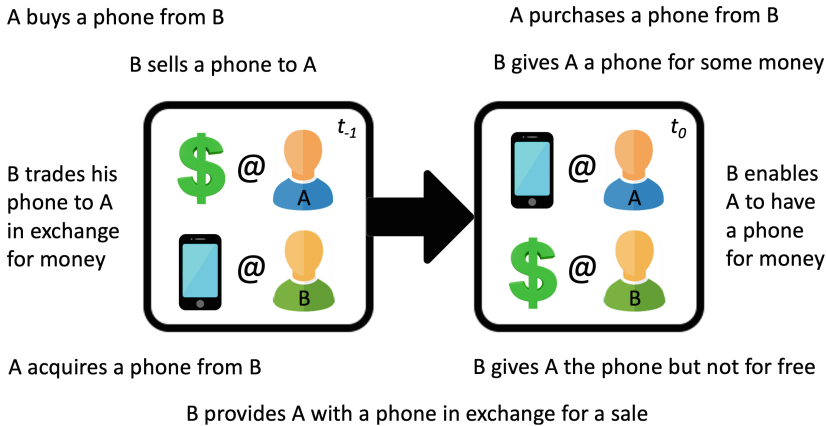 A buys a phone from B
A purchases a phone from B
B sells a phone to A
B gives A a phone for some money
t-1
t0
$ @ A
@ A
B trades his
phone to A
in exchange
for money
B enables
A to have
a phone
for money
@ B
$ @ B
A acquires a phone from B
B gives A the phone but not for free
B provides A with a phone in exchange for a sale